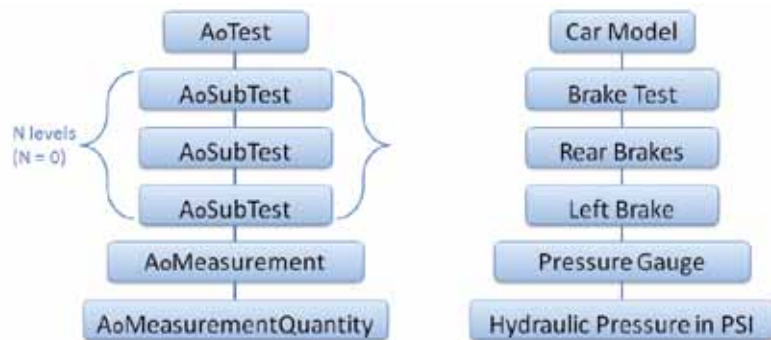 AoTest
AoSubTest
N levels
(N = 0)
AoSubTest
AoSubTest
AoMeasurement
AoMeasurementQuantity
Car Model
Brake Test
Rear Brakes
Left Brake
Pressure Gauge
Hydraulic Pressure in PSI